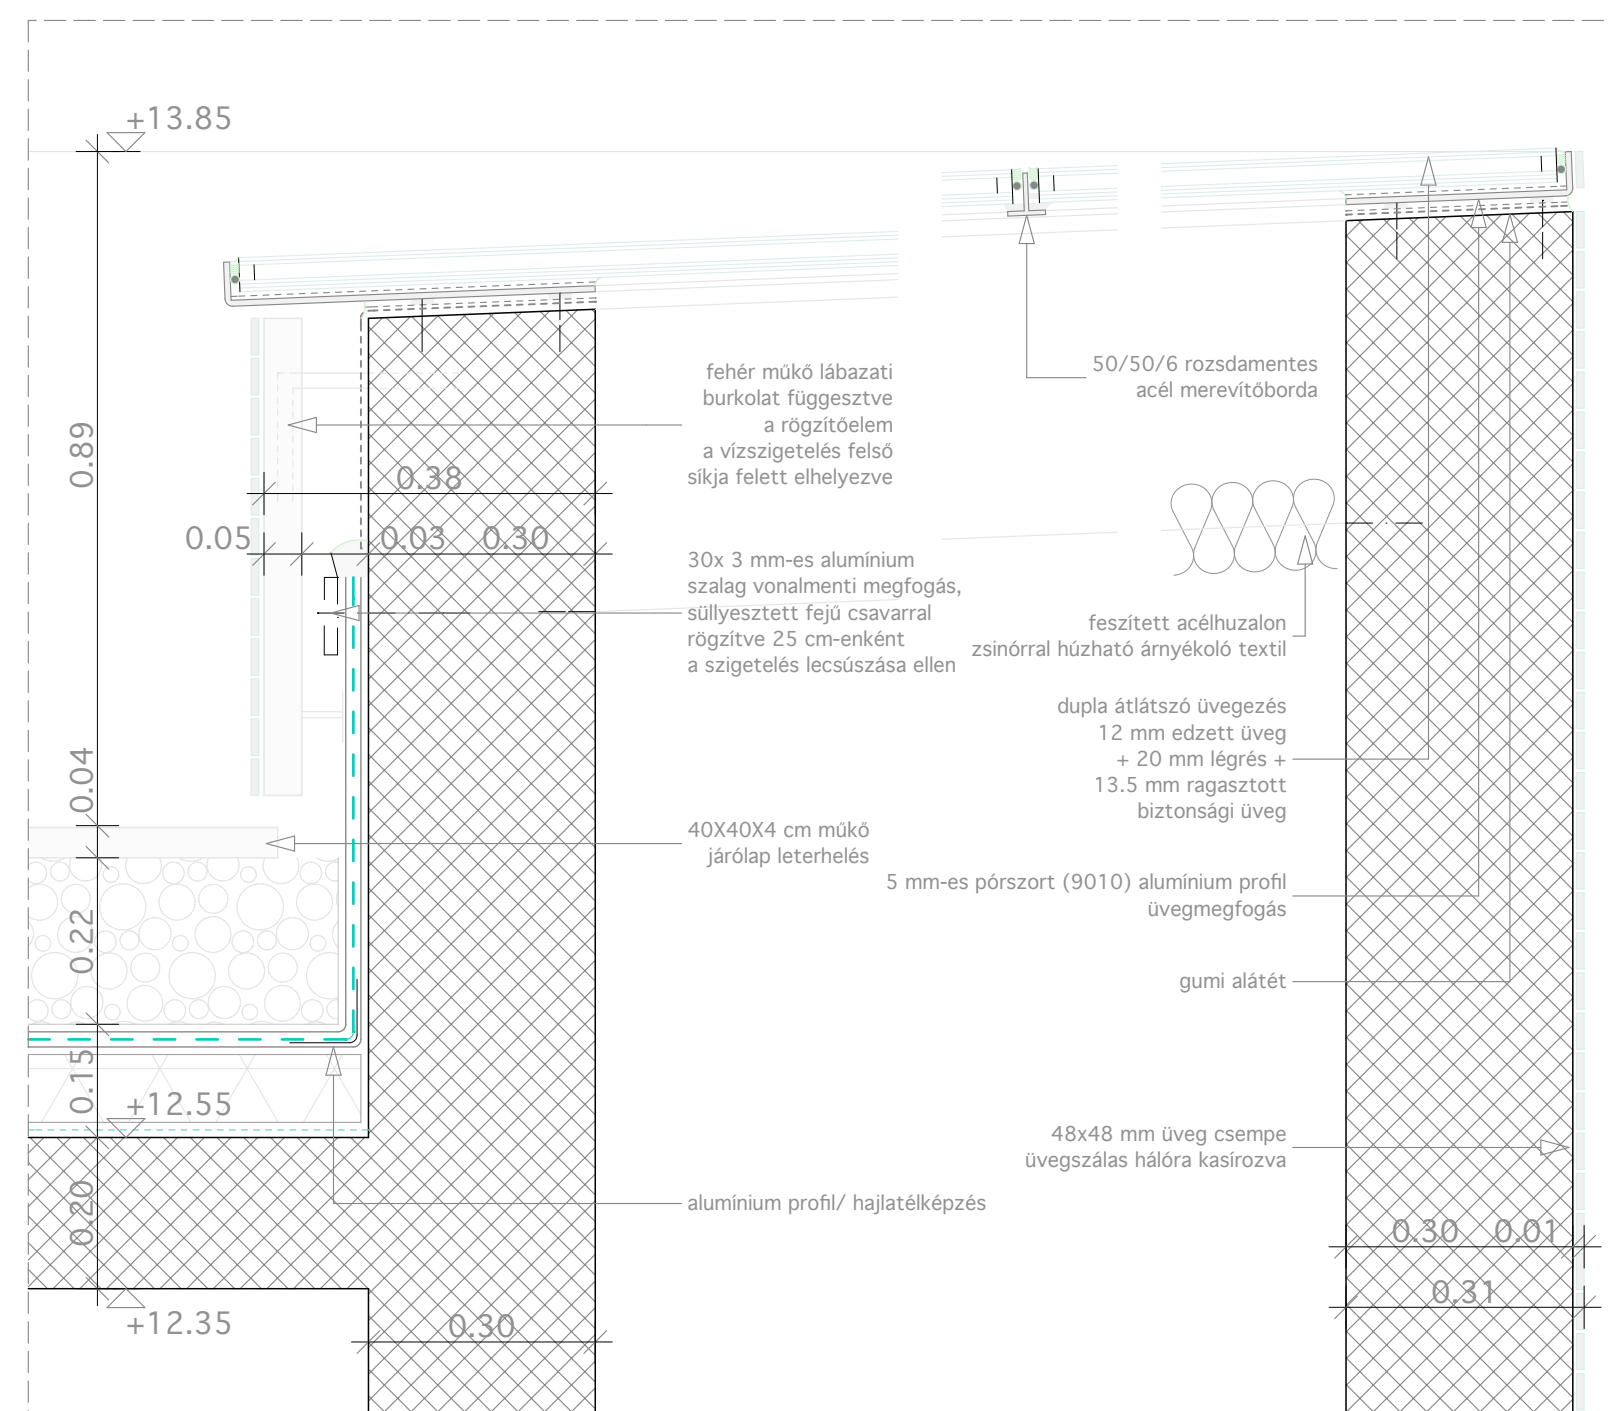 +13.85
50/50/6 rozsdamentes
acél merevítőborda
fehér műkő lábazati
burkolat függesztve
a rögzítőelem
a vízszigetelés felső
síkja felett elhelyezve
0.89
0.38
0.05
0.03
0.30
30x 3 mm-es alumínium
szalag vonalmenti megfogás,
süllyesztett fejű csavarral
rögzítve 25 cm-enként
a szigetelés lecsúszása ellen
feszített acélhuzalon
zsinórral húzható árnyékoló textil
dupla átlátszó üvegezés
12 mm edzett üveg
+ 20 mm légrés +
13.5 mm ragasztott
biztonsági üveg
0.04
40X40X4 cm műkő
járólap leterhelés
5 mm-es pórszort (9010) alumínium profil
üvegmegfogás
0.22
gumi alátét
0.15
+12.55
48x48 mm üveg csempe
üvegszálas hálóra kasírozva
0.20
alumínium profil/ hajlatélképzés
0.30
0.01
0.31
+12.35
0.30